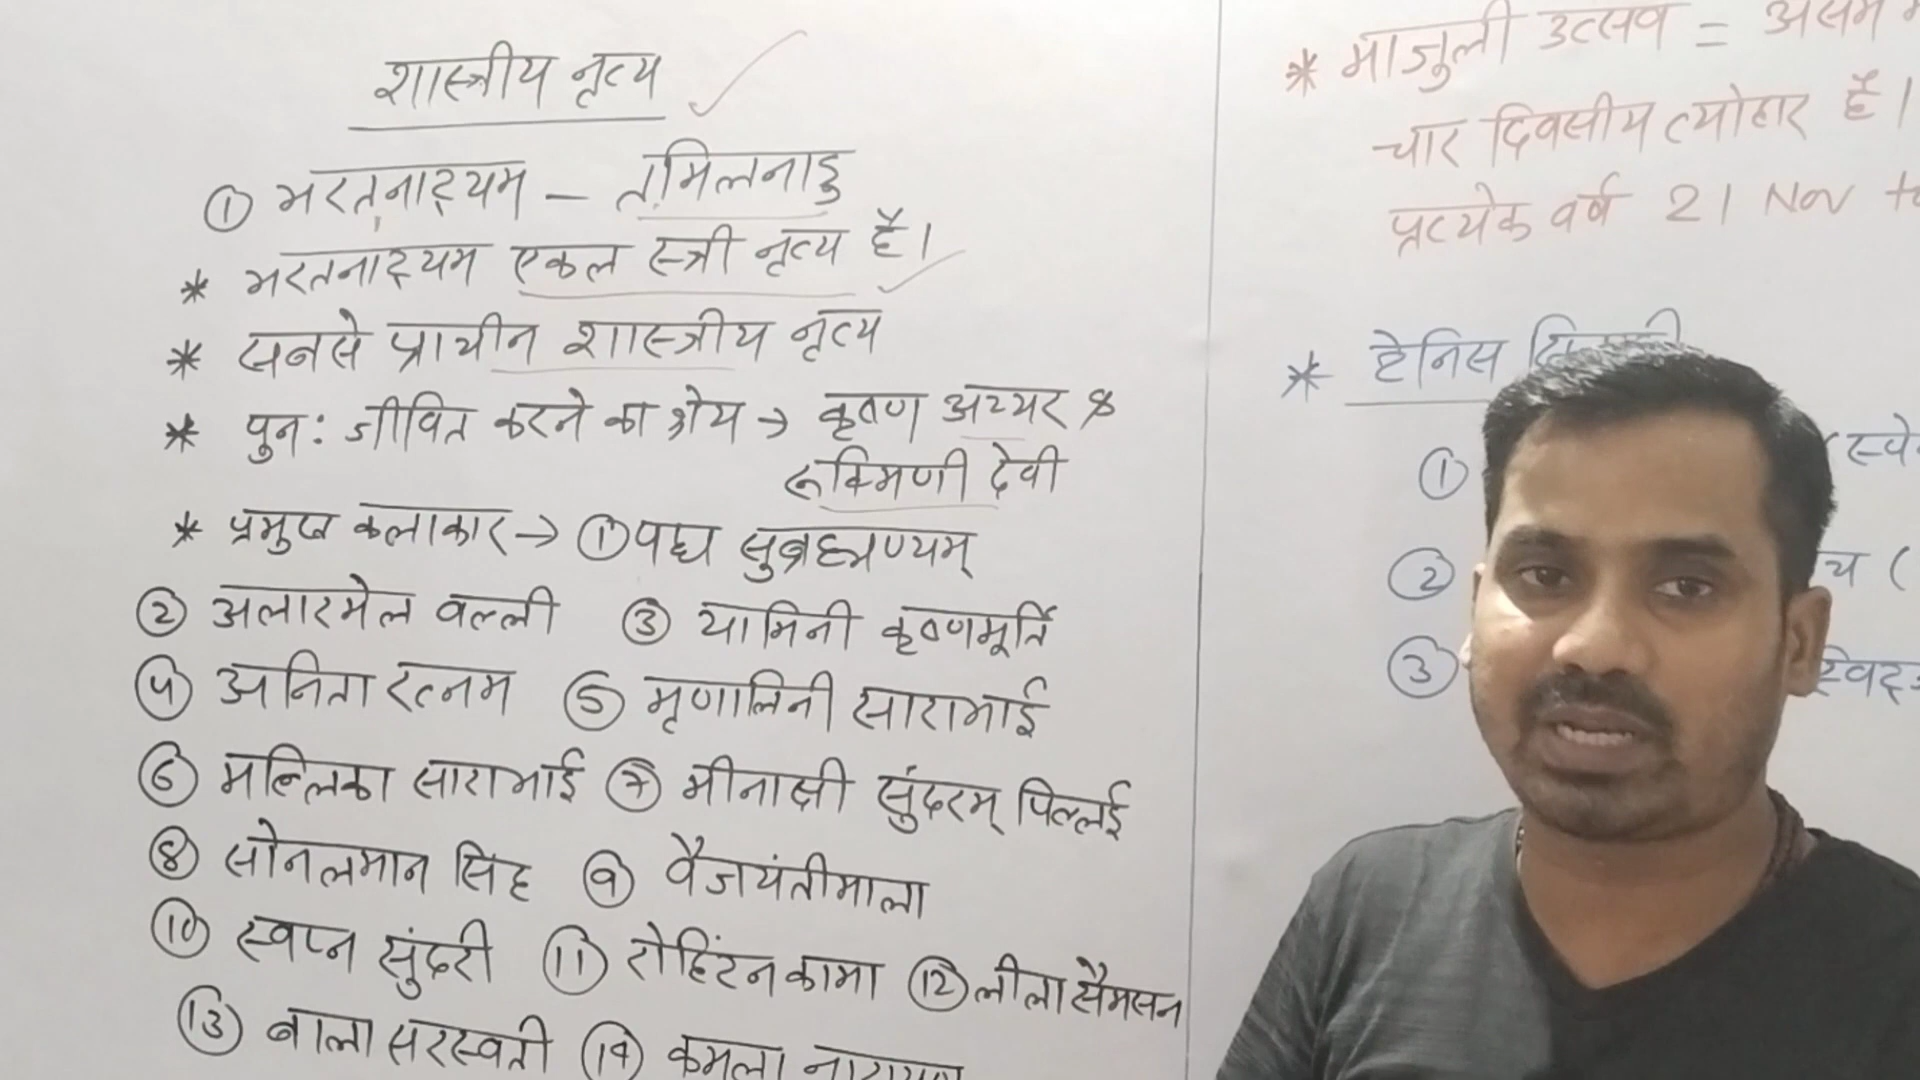 शास्त्रीय नृत्य
① भरतनाट्यम – तमिलनाडु
* भरतनाट्यम एकल स्त्री नृत्य है।
* सबसे प्राचीन शास्त्रीय नृत्य
* पुनः जीवित करने का श्रेय → कृष्ण अय्यर &
रुक्मिणी देवी
* प्रमुख कलाकार → ① पद्म सुब्रह्मण्यम्
② अलारमेल वल्ली ③ यामिनी कृष्णमूर्ति
④ अनिता रत्नम ⑤ मृणालिनी साराभाई
⑥ मल्लिका साराभाई ⑦ मीनाक्षी सुंदरम् पिल्लई
⑧ सोनलमान सिंह ⑨ वैजयंतीमाला
⑩ स्वप्न सुंदरी ⑪ रोहिंटन कामा ⑫ लीला सैमसन
⑬ बाला सरस्वती ⑭ कमला नारायण
* माजुली उत्सव = असम
चार दिवसीय त्योहार है।
प्रत्येक वर्ष 21 Nov
* टेनिस
①
②
च (
③